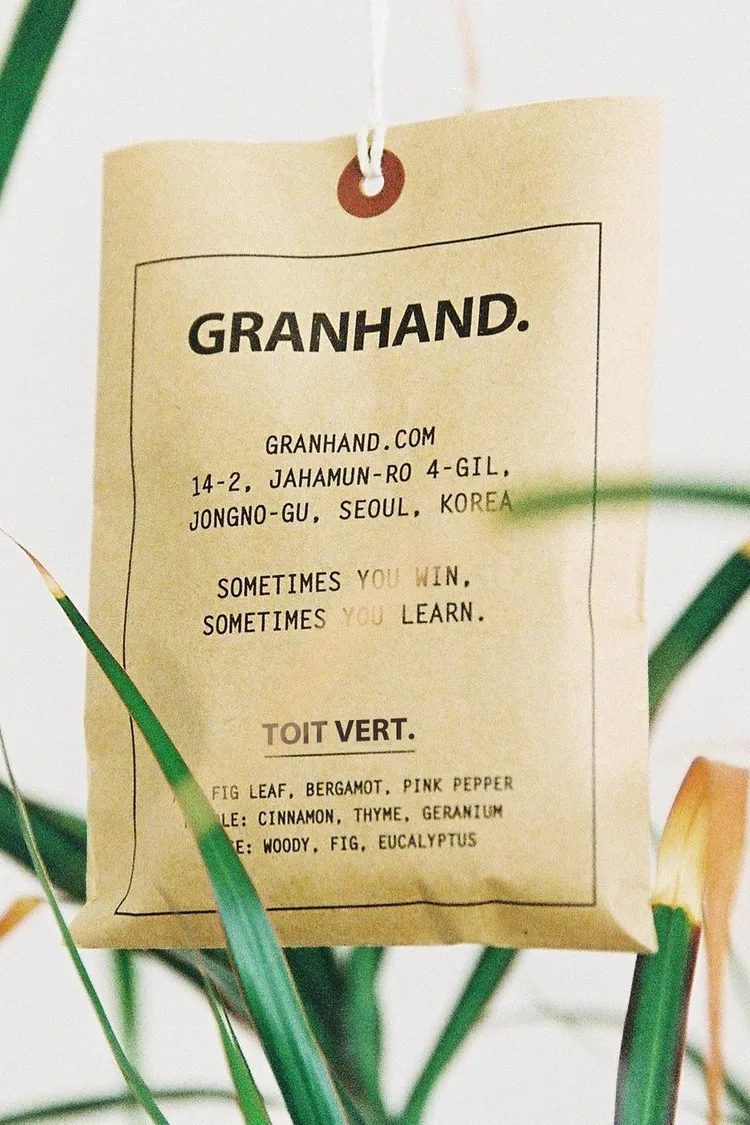 GRANHAND.
GRANHAND.COM
14-2, JAHAMUN-RO 4-GIL,
JONGNO-GU, SEOUL, KOREA
SOMETIMES YOU WIN,
SOMETIMES YOU LEARN.
TOIT VERT.
FIG LEAF, BERGAMOT, PINK PEPPER
LE: CINNAMON, THYME, GERANIUM
E: WOODY, FIG, EUCALYPTUS